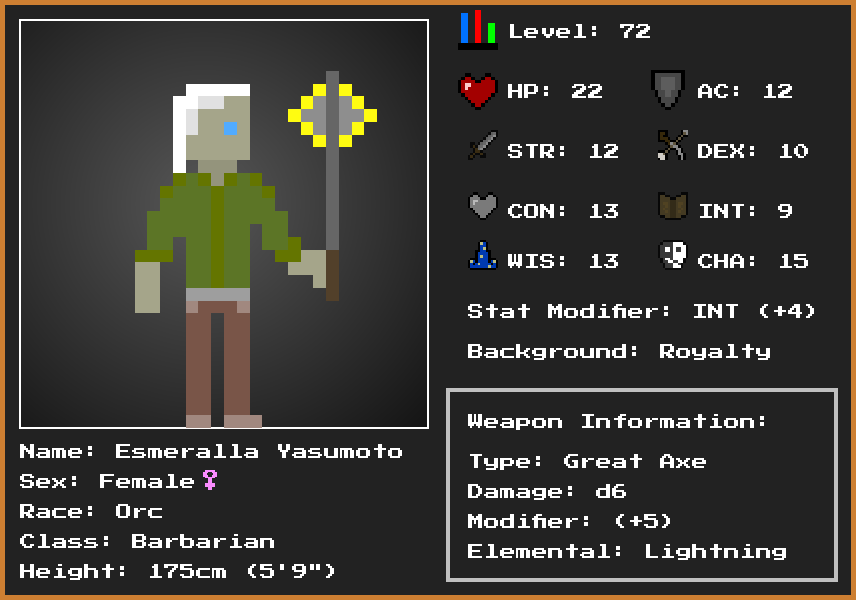 Level: 72
HP: 22
AC: 12
STR: 12
DEX: 10
CON: 13
INT: 9
WIS: 13
CHA: 15
Stat Modifier: INT (+4)
Background: Royalty
Weapon Information:
Type: Great Axe
Damage: d6
Modifier: (+5)
Elemental: Lightning
Name: Esmeralla Yasumoto
Sex: Female♀
Race: Orc
Class: Barbarian
Height: 175cm (5'9")